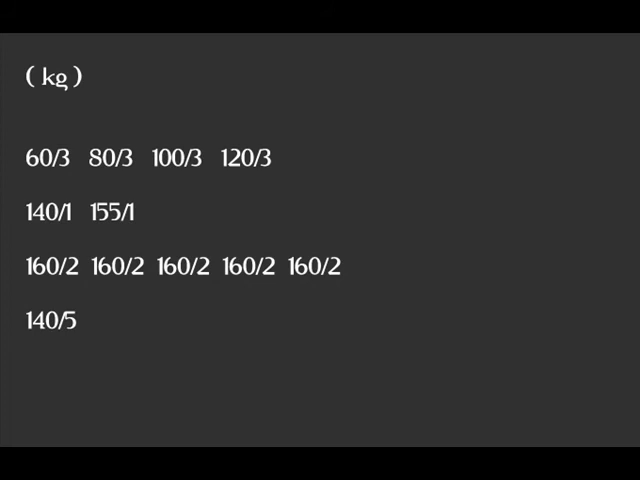 ( kg )
60/3 80/3 100/3 120/3
140/1 155/1
160/2 160/2 160/2 160/2 160/2
140/5